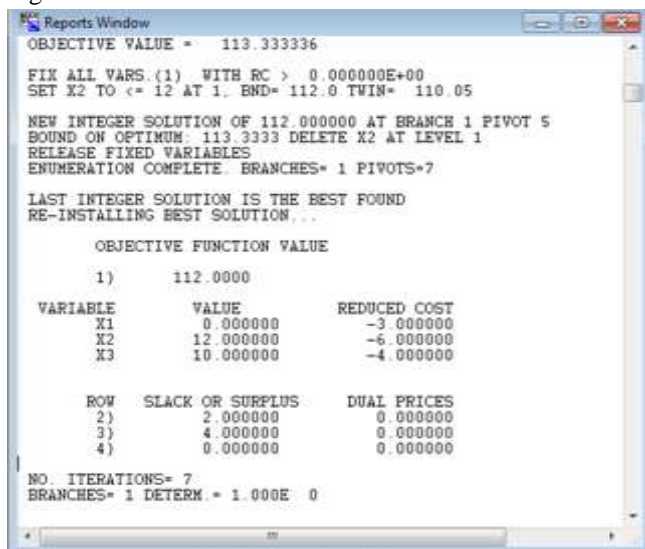 Reports Window
OBJECTIVE VALUE = 113.333336
FIX ALL VARS.(1) WITH RC > 0.000000E+00
SET X2 TO <= 12 AT 1, BND= 112.0 TWIN= 110.05
NEW INTEGER SOLUTION OF 112.000000 AT BRANCH 1 PIVOT 5
BOUND ON OPTIMUM: 113.3333 DELETE X2 AT LEVEL 1
RELEASE FIXED VARIABLES
ENUMERATION COMPLETE. BRANCHES= 1 PIVOTS=7
LAST INTEGER SOLUTION IS THE BEST FOUND
RE-INSTALLING BEST SOLUTION...
OBJECTIVE FUNCTION VALUE
1) 112.0000
VARIABLE VALUE REDUCED COST
X1 0.000000 -3.000000
X2 12.000000 -6.000000
X3 10.000000 -4.000000
ROW SLACK OR SURPLUS DUAL PRICES
2) 2.000000 0.000000
3) 4.000000 0.000000
4) 0.000000 0.000000
NO. ITERATIONS= 7
BRANCHES= 1 DETERM.= 1.000E 0